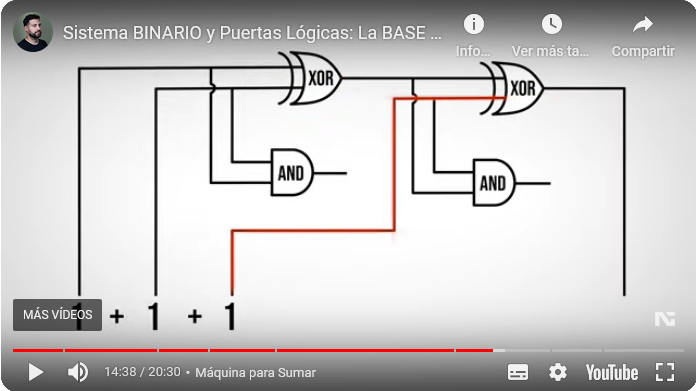 Sistema BINARIO y Puertas Lógicas: La BASE ...
Info...
Ver más ta...
Compartir
XOR
XOR
AND
AND
1 + 1 + 1
MÁS VÍDEOS
14:38 / 20:30 • Máquina para Sumar
YouTube